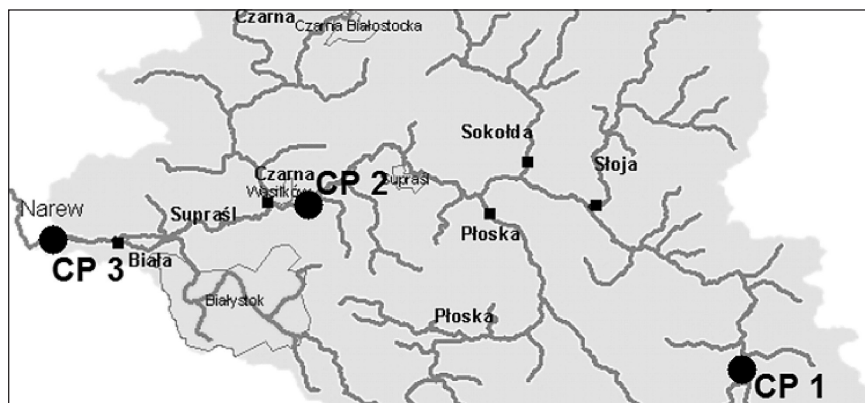 Czarna
Czarna Białostocka
Sokołda
Słoja
Czarna
Wasilków
CP 2
Supraśl
Narew
Supraśl
Płoska
CP 3
Biała
Białystok
Płoska
CP 1